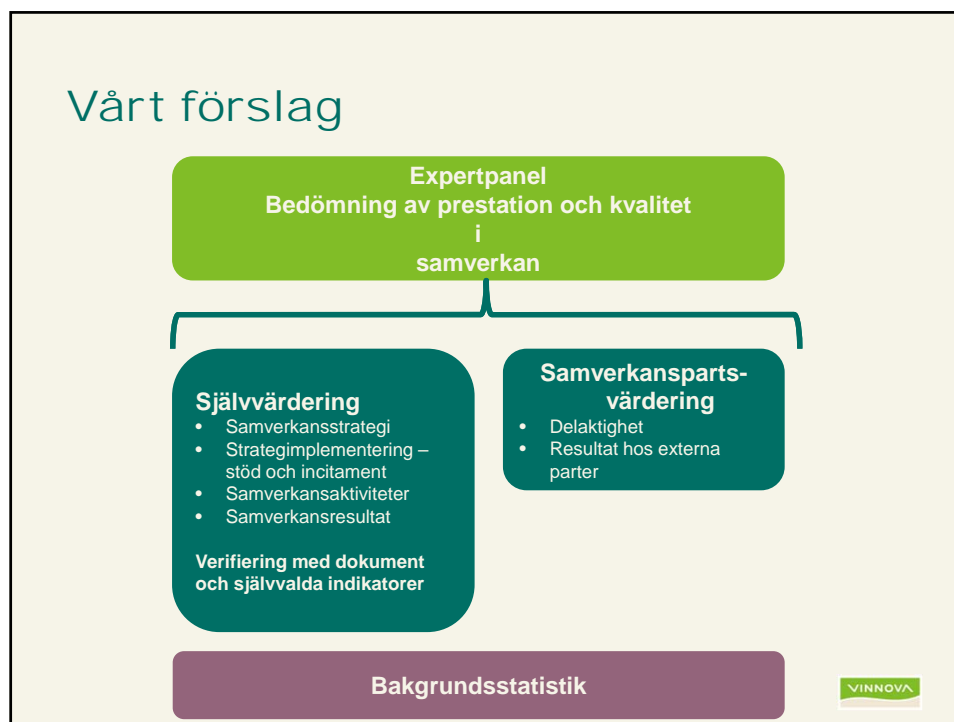 Vårt förslag
Expertpanel
Bedömning av prestation och kvalitet
i
samverkan
Självvärdering
• Samverkansstrategi
• Strategimplementering –
stöd och incitament
• Samverkansaktiviteter
• Samverkansresultat
Verifiering med dokument
och självvalda indikatorer
Samverkansparts-
värdering
• Delaktighet
• Resultat hos externa
parter
Bakgrundsstatistik
VINNOVA